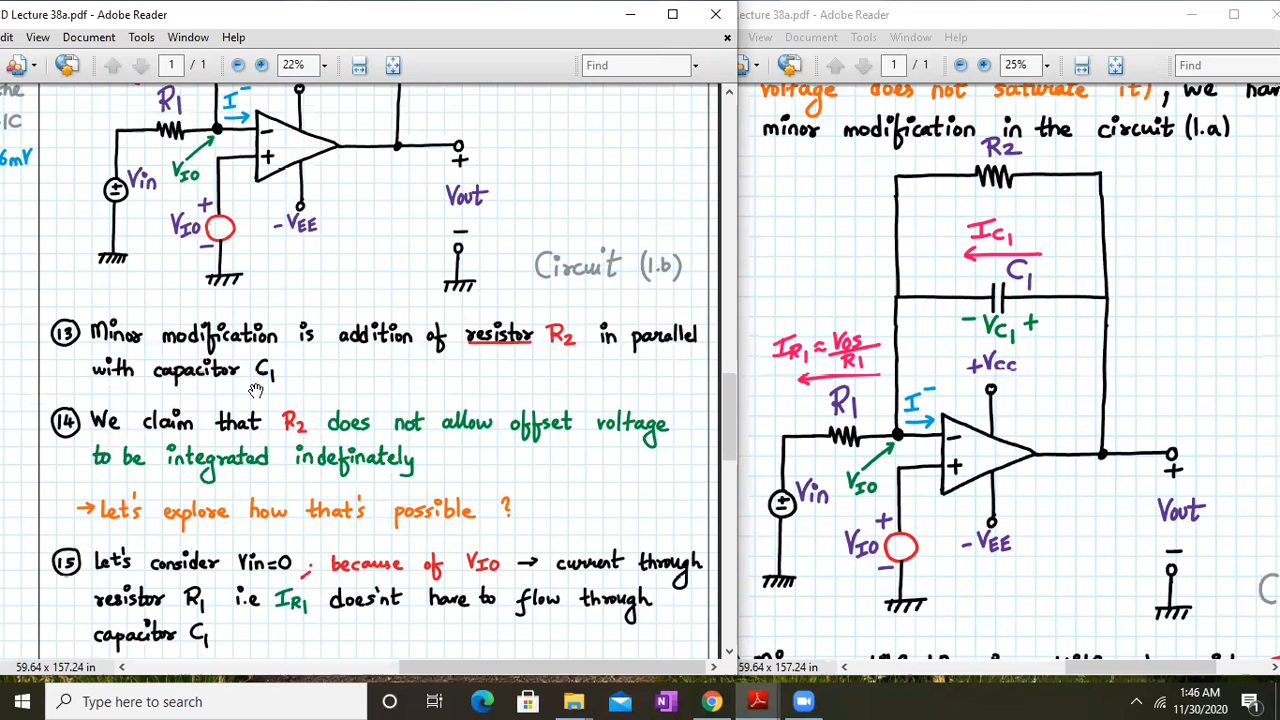 D Lecture 38a.pdf - Adobe Reader
dit View Document Tools Window Help
1 / 1 22% Find
the
-IC
6mV
R1
I-
-
+
VIO
Vin
+
VIO
-
-VEE
+
Vout
-
Circuit (1.b)
(13) Minor modification is addition of resistor R2 in parallel
with capacitor C1
(14) We claim that R2 does not allow offset voltage
to be integrated indefinately
→ Let's explore how that's possible ?
(15) Let's consider Vin=0, because of VIO → current through
resistor R1 i.e IR1 does'nt have to flow through
capacitor C1
59.64 x 157.24 in
38a.pdf - Adobe Reader
View Document Tools Window Help
1 / 1 25% Find
voltage does not saturate it), we
minor modification in the circuit (1.a)
R2
IC1
C1
- VC1 +
IR1 ≈ VOS
R1
+VCC
R1
I-
-
+
VIO
Vin
+
VIO
-
-VEE
+
Vout
-
C
59.64 x 157.24 in
Type here to search
1:46 AM
11/30/2020
1